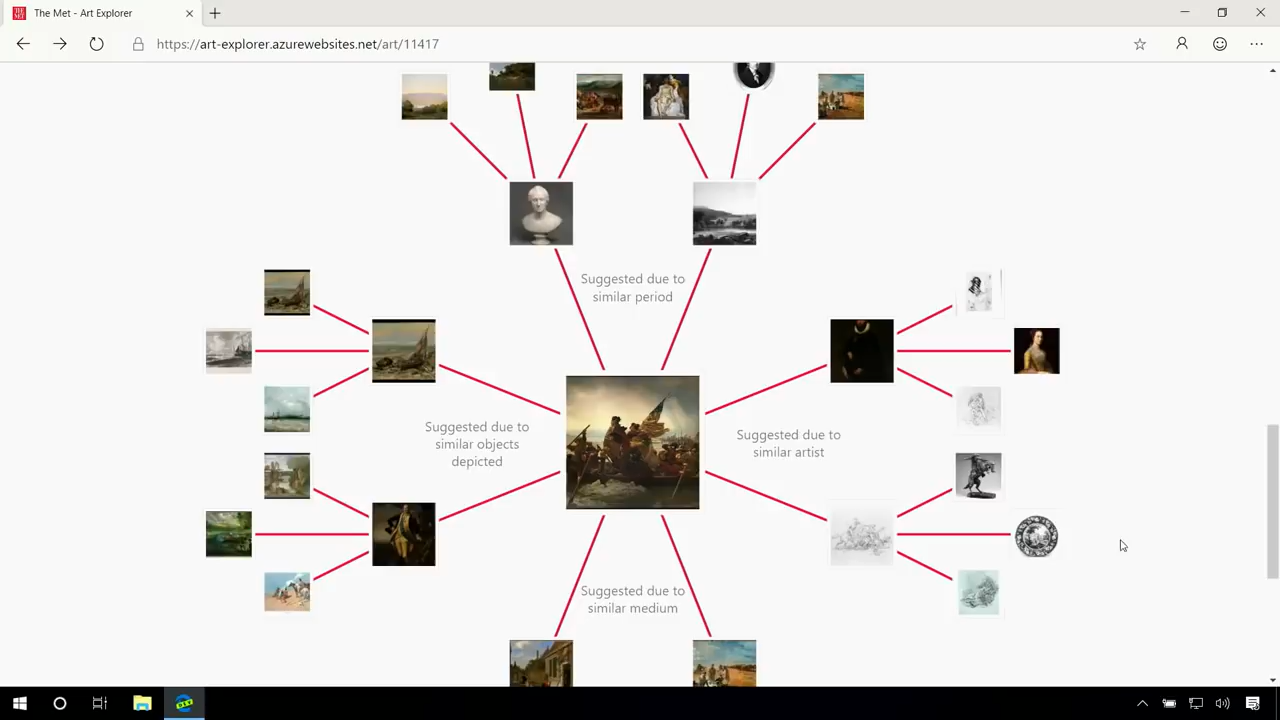 The Met - Art Explorer
https://art-explorer.azurewebsites.net/art/11417
Suggested due to
similar period
Suggested due to
similar objects
depicted
Suggested due to
similar artist
Suggested due to
similar medium